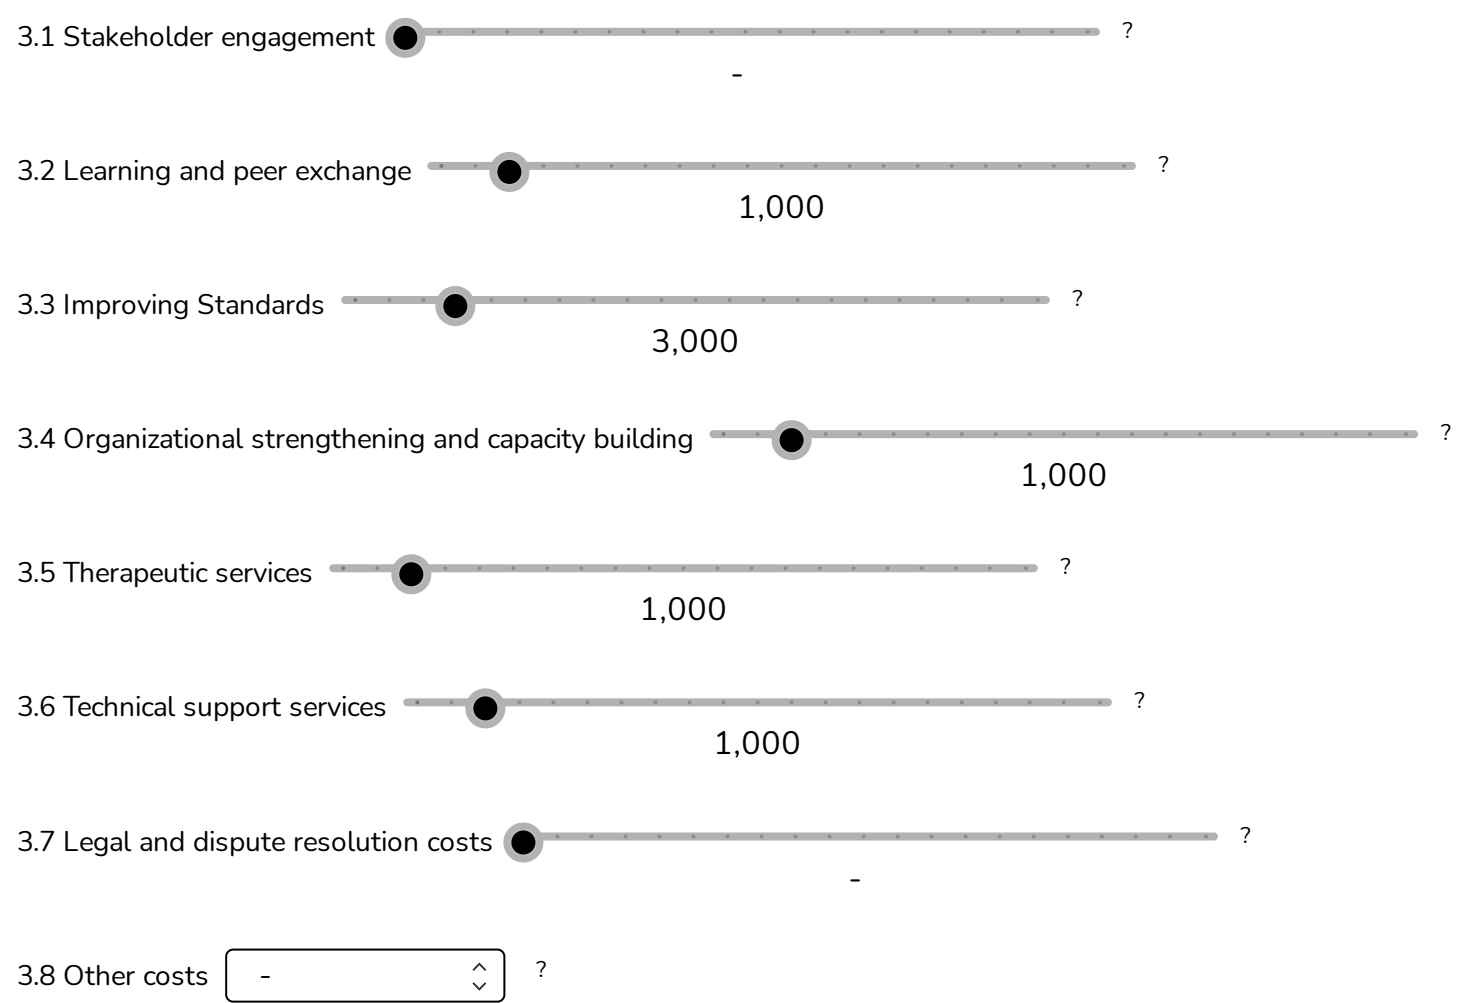 3.1 Stakeholder engagement ?
-
3.2 Learning and peer exchange ?
1,000
3.3 Improving Standards ?
3,000
3.4 Organizational strengthening and capacity building ?
1,000
3.5 Therapeutic services ?
1,000
3.6 Technical support services ?
1,000
3.7 Legal and dispute resolution costs ?
-
3.8 Other costs - ?